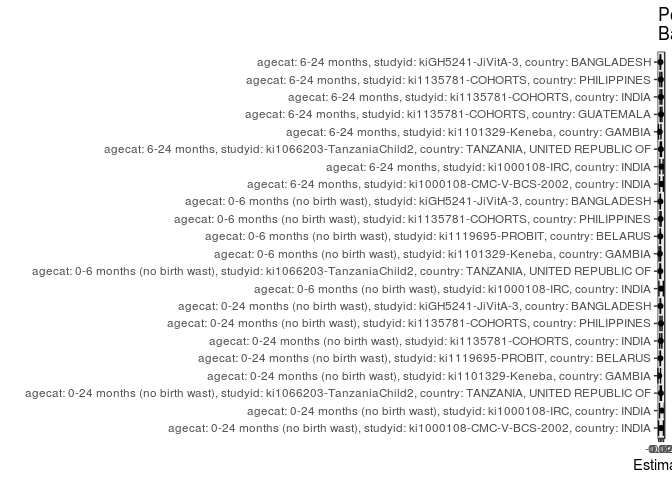 Po
Ba
agecat: 6-24 months, studyid: kiGH5241-JiVitA-3, country: BANGLADESH
agecat: 6-24 months, studyid: ki1135781-COHORTS, country: PHILIPPINES
agecat: 6-24 months, studyid: ki1135781-COHORTS, country: INDIA
agecat: 6-24 months, studyid: ki1135781-COHORTS, country: GUATEMALA
agecat: 6-24 months, studyid: ki1101329-Keneba, country: GAMBIA
agecat: 6-24 months, studyid: ki1066203-TanzaniaChild2, country: TANZANIA, UNITED REPUBLIC OF
agecat: 6-24 months, studyid: ki1000108-IRC, country: INDIA
agecat: 6-24 months, studyid: ki1000108-CMC-V-BCS-2002, country: INDIA
agecat: 0-6 months (no birth wast), studyid: kiGH5241-JiVitA-3, country: BANGLADESH
agecat: 0-6 months (no birth wast), studyid: ki1135781-COHORTS, country: PHILIPPINES
agecat: 0-6 months (no birth wast), studyid: ki1119695-PROBIT, country: BELARUS
agecat: 0-6 months (no birth wast), studyid: ki1101329-Keneba, country: GAMBIA
agecat: 0-6 months (no birth wast), studyid: ki1066203-TanzaniaChild2, country: TANZANIA, UNITED REPUBLIC OF
agecat: 0-6 months (no birth wast), studyid: ki1000108-IRC, country: INDIA
agecat: 0-24 months (no birth wast), studyid: kiGH5241-JiVitA-3, country: BANGLADESH
agecat: 0-24 months (no birth wast), studyid: ki1135781-COHORTS, country: PHILIPPINES
agecat: 0-24 months (no birth wast), studyid: ki1135781-COHORTS, country: INDIA
agecat: 0-24 months (no birth wast), studyid: ki1119695-PROBIT, country: BELARUS
agecat: 0-24 months (no birth wast), studyid: ki1101329-Keneba, country: GAMBIA
agecat: 0-24 months (no birth wast), studyid: ki1066203-TanzaniaChild2, country: TANZANIA, UNITED REPUBLIC OF
agecat: 0-24 months (no birth wast), studyid: ki1000108-IRC, country: INDIA
agecat: 0-24 months (no birth wast), studyid: ki1000108-CMC-V-BCS-2002, country: INDIA
Estima